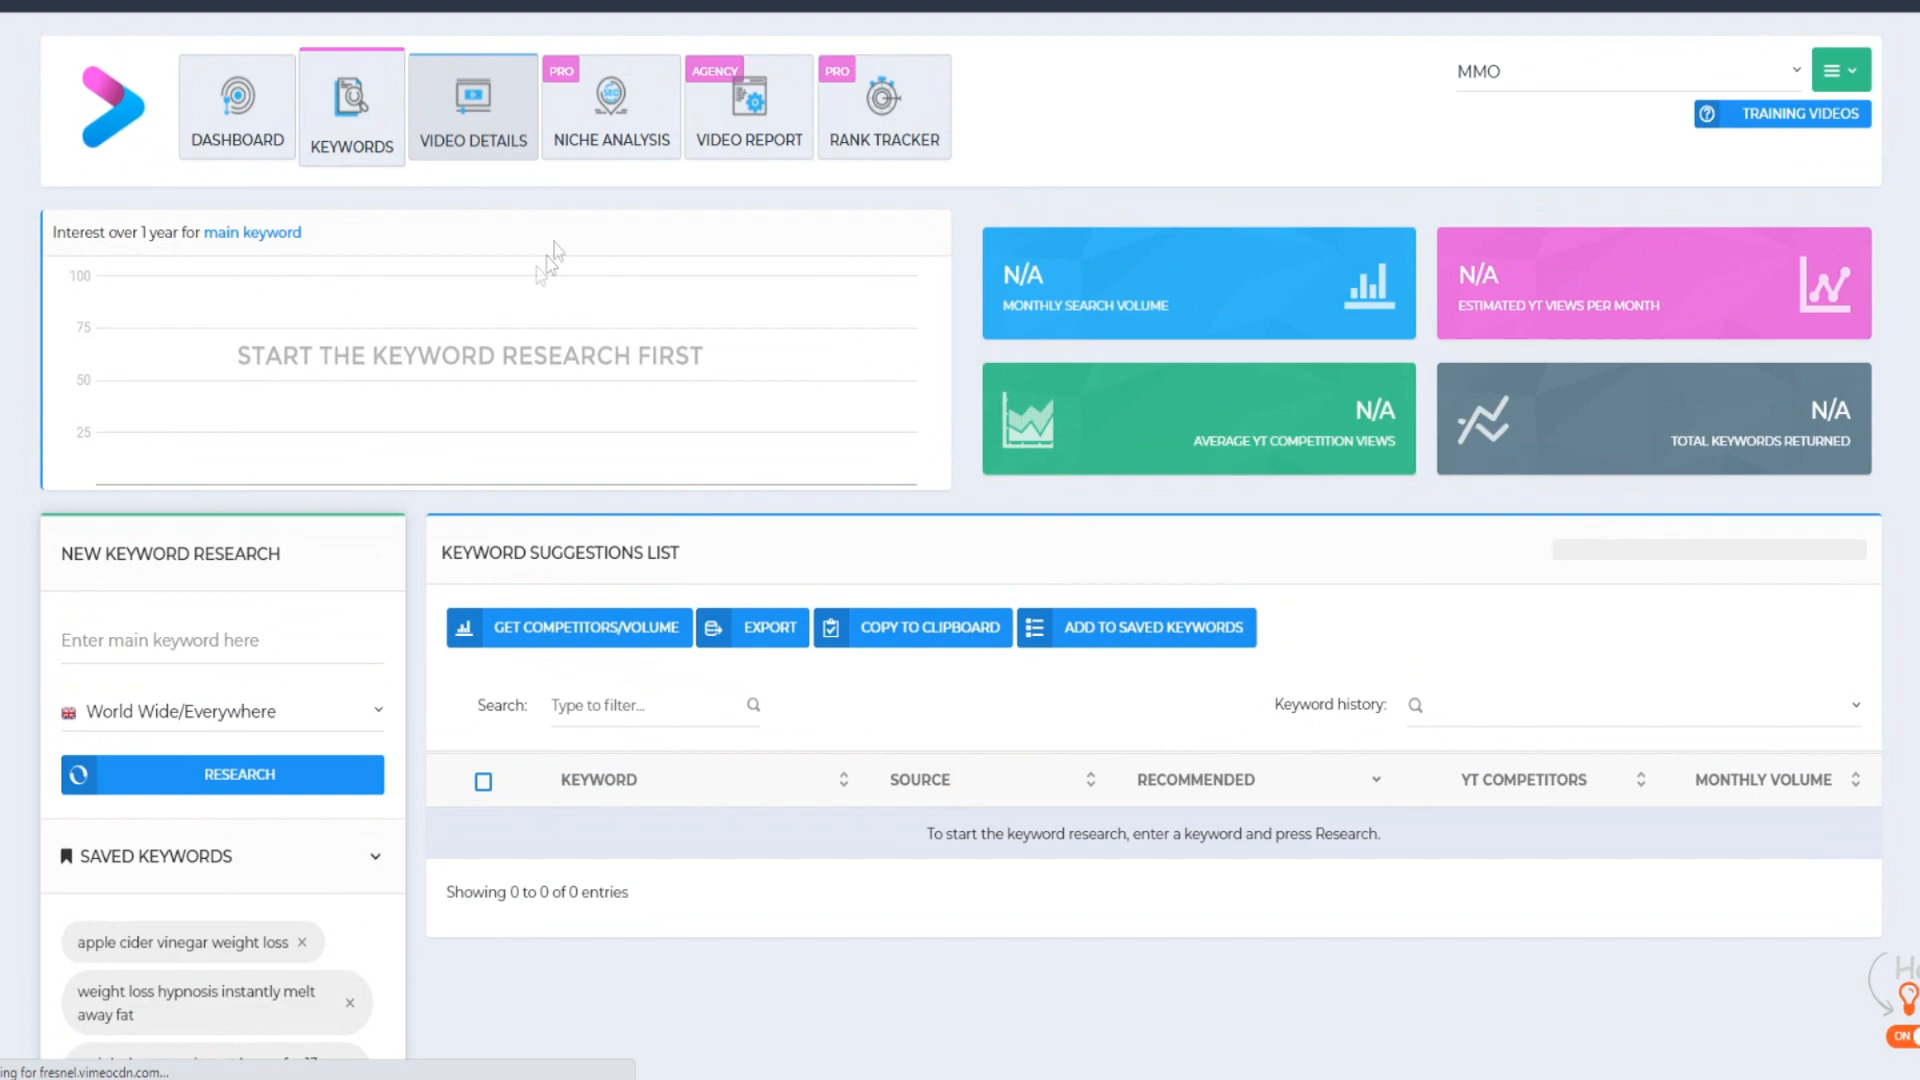 DASHBOARD
KEYWORDS
VIDEO DETAILS
PRO
NICHE ANALYSIS
AGENCY
VIDEO REPORT
PRO
RANK TRACKER
MMO
TRAINING VIDEOS
Interest over 1 year for main keyword
100
75
50
25
START THE KEYWORD RESEARCH FIRST
N/A
MONTHLY SEARCH VOLUME
N/A
ESTIMATED YT VIEWS PER MONTH
N/A
AVERAGE YT COMPETITION VIEWS
N/A
TOTAL KEYWORDS RETURNED
NEW KEYWORD RESEARCH
Enter main keyword here
World Wide/Everywhere
RESEARCH
SAVED KEYWORDS
apple cider vinegar weight loss ×
weight loss hypnosis instantly melt
away fat ×
KEYWORD SUGGESTIONS LIST
GET COMPETITORS/VOLUME
EXPORT
COPY TO CLIPBOARD
ADD TO SAVED KEYWORDS
Search: Type to filter...
Keyword history:
KEYWORD SOURCE RECOMMENDED YT COMPETITORS MONTHLY VOLUME
To start the keyword research, enter a keyword and press Research.
Showing 0 to 0 of 0 entries
ON
ing for fresnel.vimeocdn.com...